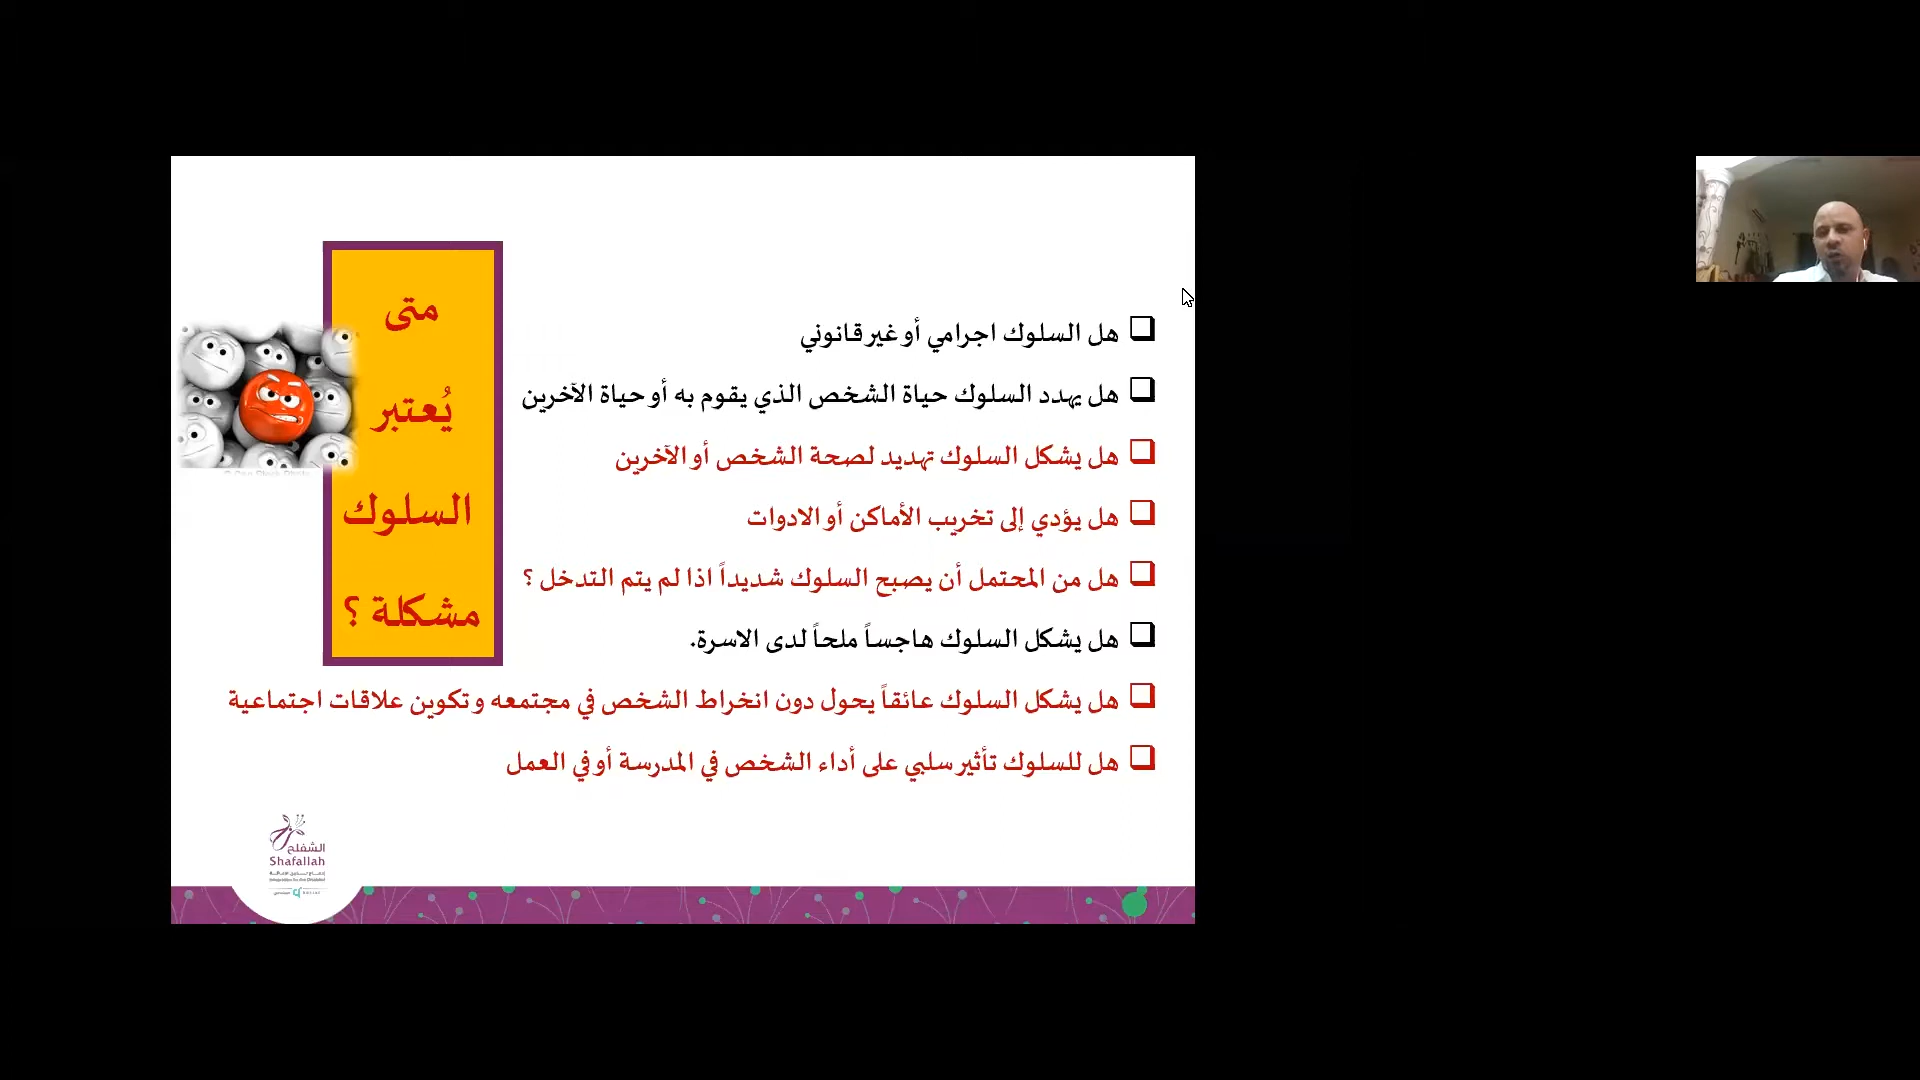 متى
يُعتبر
السلوك
مشكلة ؟
هل السلوك اجرامي أو غير قانوني
هل يهدد السلوك حياة الشخص الذي يقوم به أو حياة الآخرين
هل يشكل السلوك تهديد لصحة الشخص أو الآخرين
هل يؤدي إلى تخريب الأماكن أو الادوات
هل من المحتمل أن يصبح السلوك شديداً اذا لم يتم التدخل ؟
هل يشكل السلوك هاجساً ملحاً لدى الاسرة.
هل يشكل السلوك عائقاً يحول دون انخراط الشخص في مجتمعه وتكوين علاقات اجتماعية
هل للسلوك تأثير سلبي على أداء الشخص في المدرسة أو في العمل
الشفلح
Shafallah